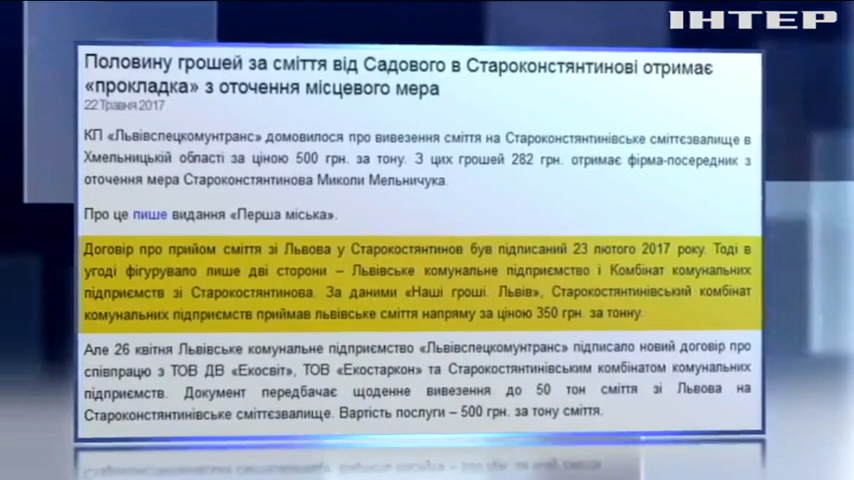 ІНТЕР
Половину грошей за сміття від Садового в Староконстянтинові отримає
«прокладка» з оточення місцевого мера
22 Травня 2017
КП «Львівспецкомунтранс» домовилося про вивезення сміття на Староконстянтинівське сміттєзвалище в
Хмельницькій області за ціною 500 грн. за тону. З цих грошей 282 грн. отримає фірма-посередник з
оточення мера Староконстянтинова Миколи Мельничука.
Про це пише видання «Перша міська».
Договір про прийом сміття зі Львова у Старокостянтинов був підписаний 23 лютого 2017 року. Тоді в
угоді фігурувало лише дві сторони – Львівське комунальне підприємство і Комбінат комунальних
підприємств зі Старокостянтинова. За даними «Наші гроші. Львів», Старокостянтинівський комбінат
комунальних підприємств приймав львівське сміття напряму за ціною 350 грн. за тонну.
Але 26 квітня Львівське комунальне підприємство «Львівспецкомунтранс» підписало новий договір про
співпрацю з ТОВ ДВ «Екосвіт», ТОВ «Екостаркон» та Старокостянтинівським комбінатом комунальних
підприємств. Документ передбачає щоденне вивезення до 50 тон сміття зі Львова на
Староконстянтинівське сміттєзвалище. Вартість послуги – 500 грн. за тону сміття.